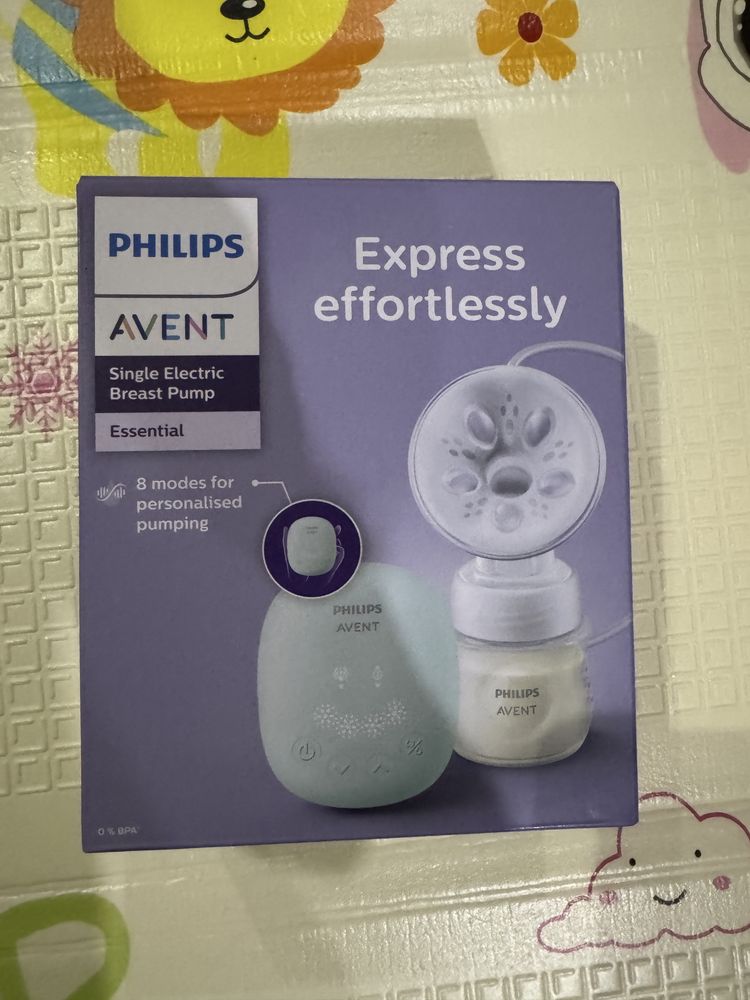 PHILIPS
AVENT
Single Electric
Breast Pump
Essential
Express
effortlessly
8 modes for
personalised
pumping
PHILIPS
AVENT
PHILIPS
AVENT
0 % BPA